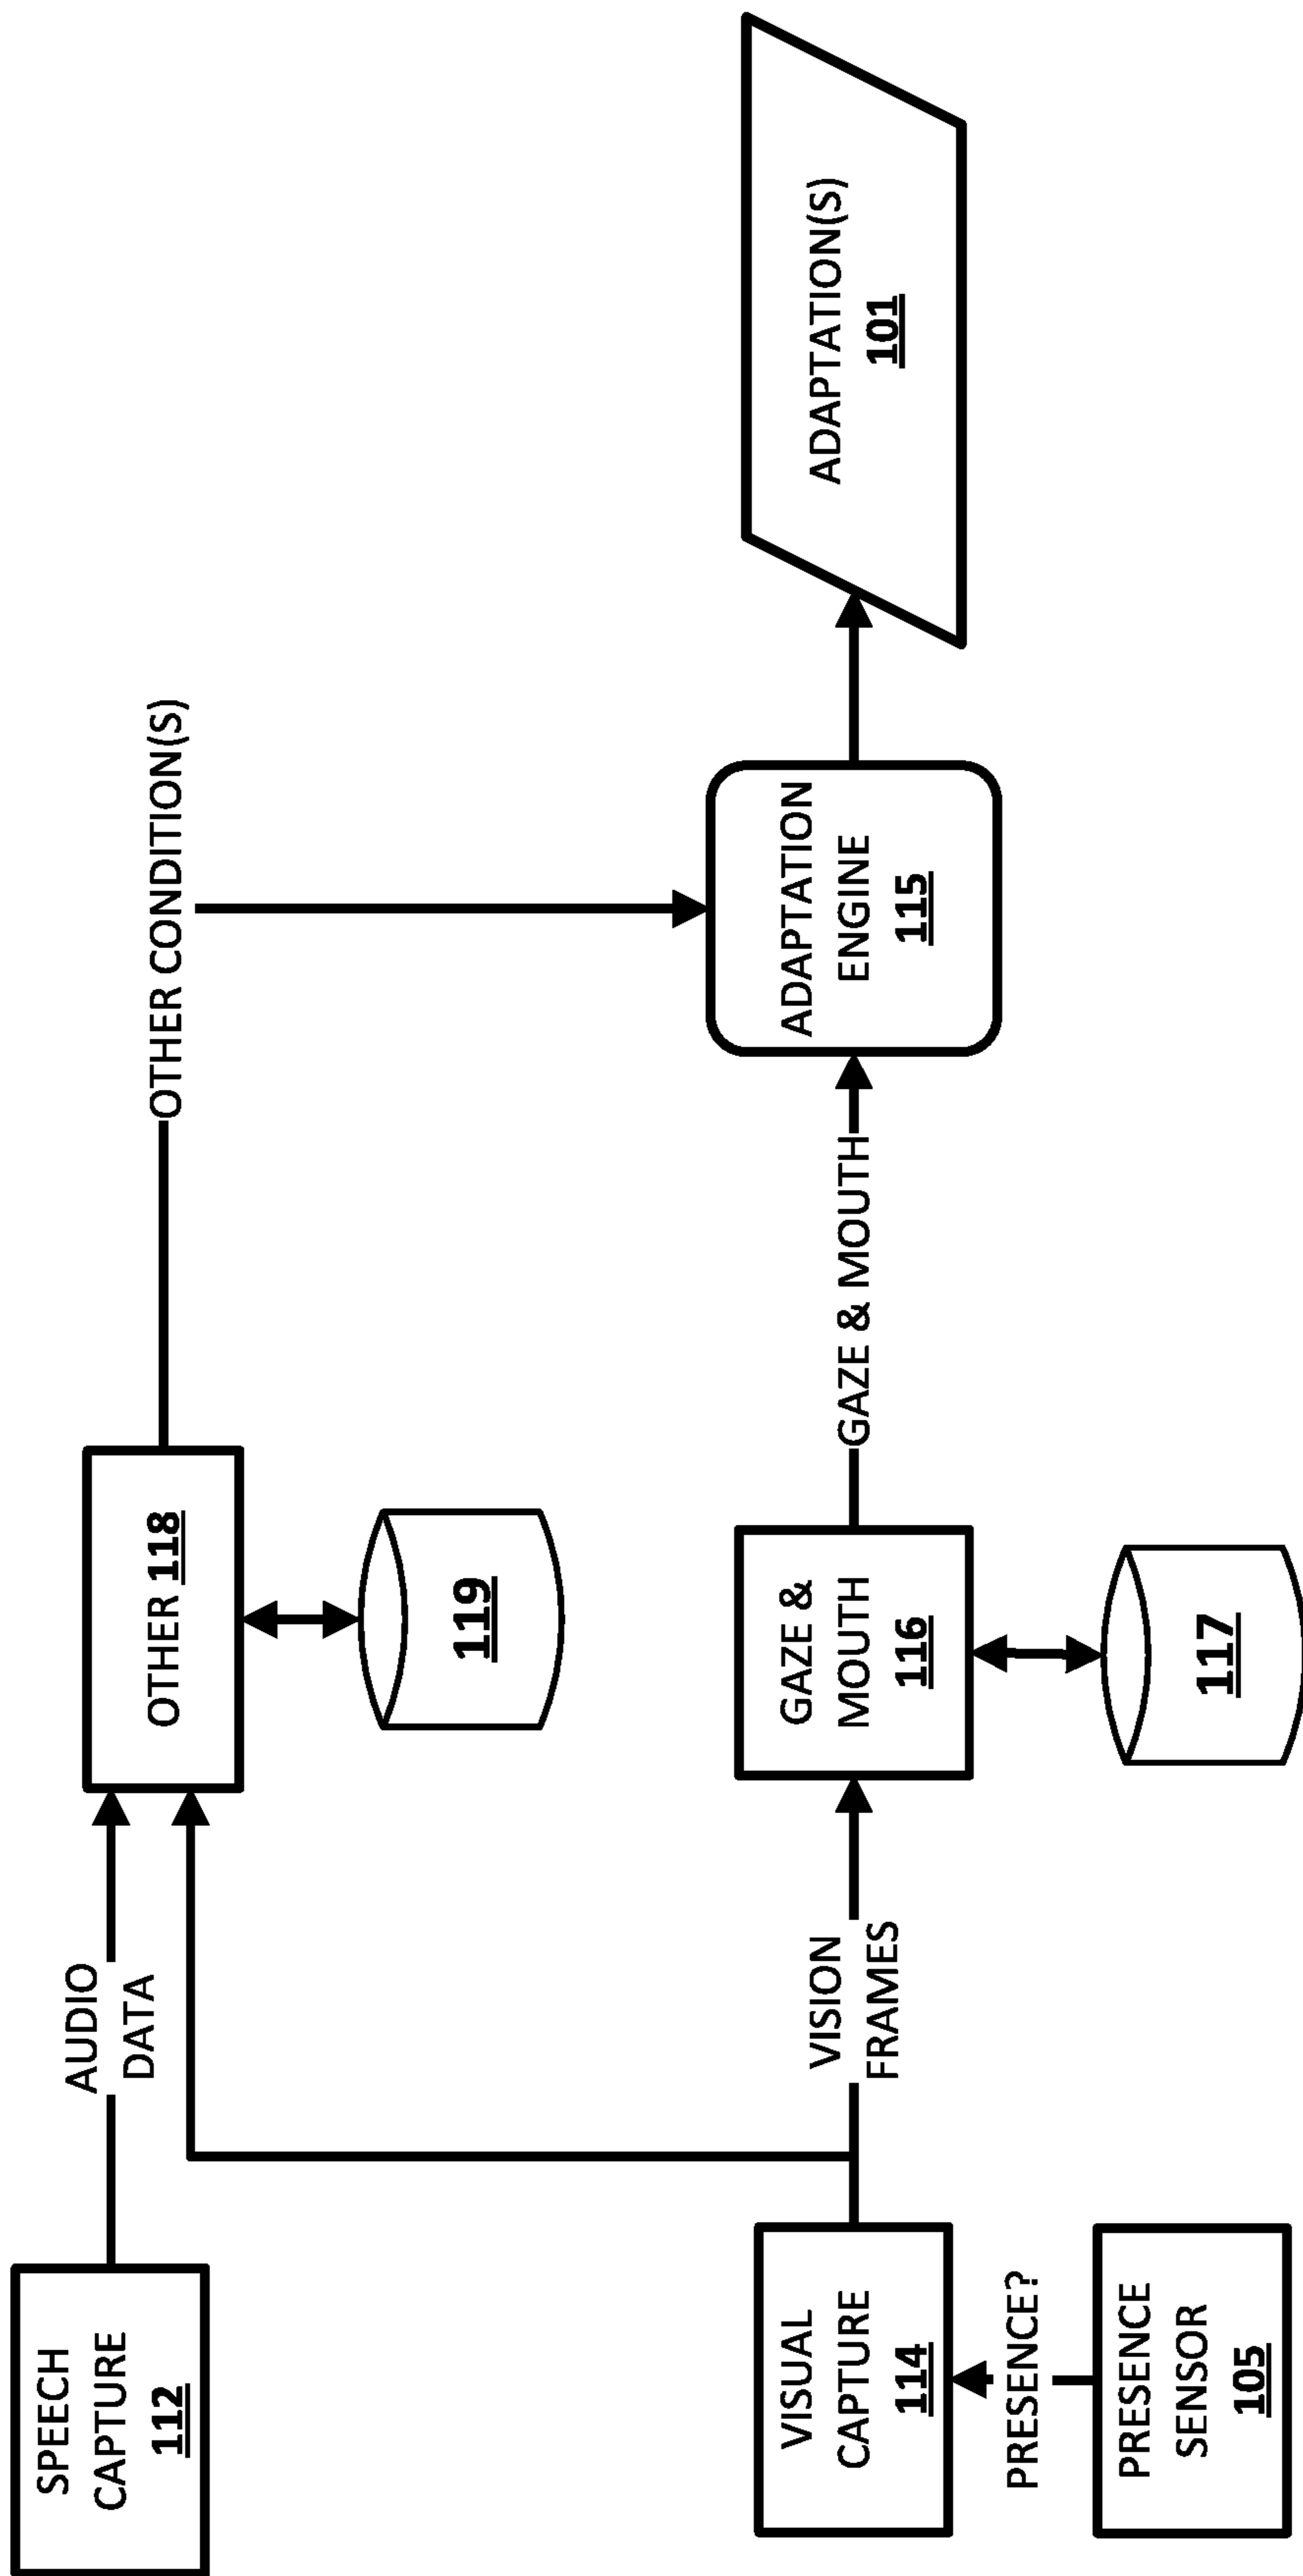 SPEECH
CAPTURE
112
AUDIO
DATA
OTHER 118
119
OTHER CONDITION(S)
VISUAL
CAPTURE
114
VISION
FRAMES
GAZE &
MOUTH
116
117
GAZE & MOUTH
ADAPTATION
ENGINE
115
ADAPTATION(S)
101
PRESENCE?
PRESENCE
SENSOR
105